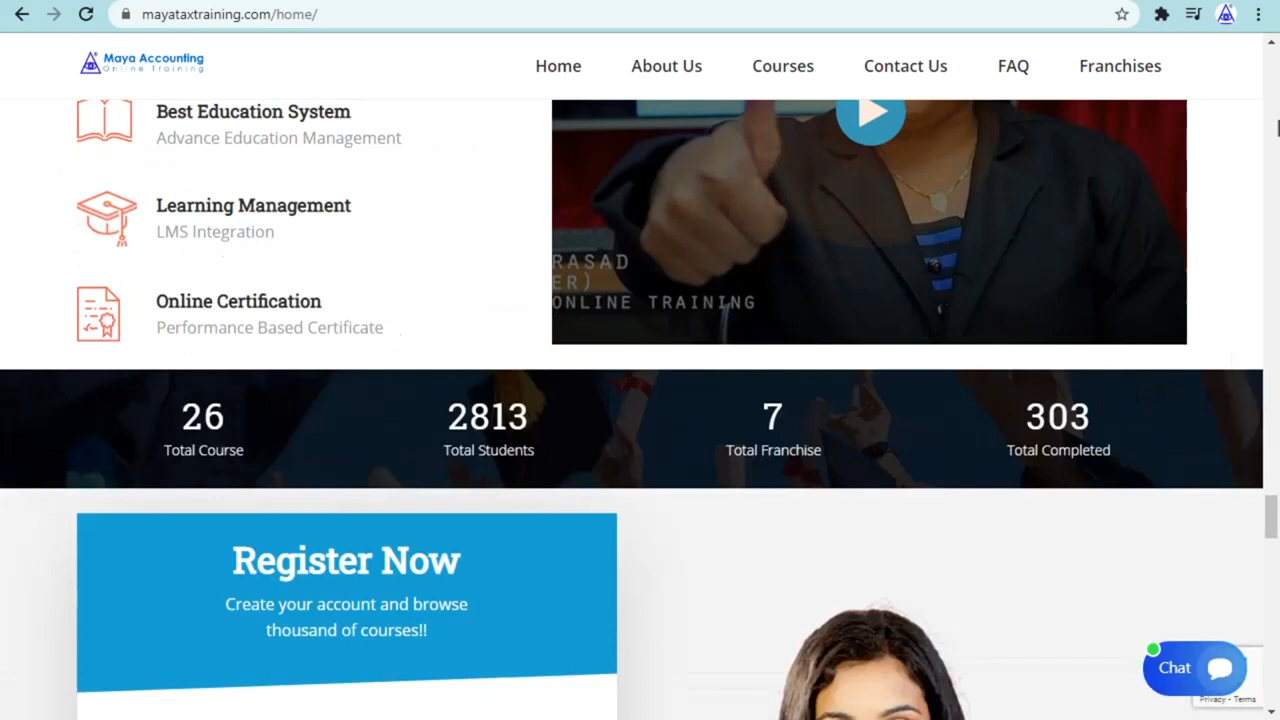 mayataxtraining.com/home/
Maya Accounting
Online Training
Home
About Us
Courses
Contact Us
FAQ
Franchises
Best Education System
Advance Education Management
Learning Management
LMS Integration
Online Certification
Performance Based Certificate
RASAD
ER)
ONLINE TRAINING
26
Total Course
2813
Total Students
7
Total Franchise
303
Total Completed
Register Now
Create your account and browse
thousand of courses!!
Chat
Privacy - Terms